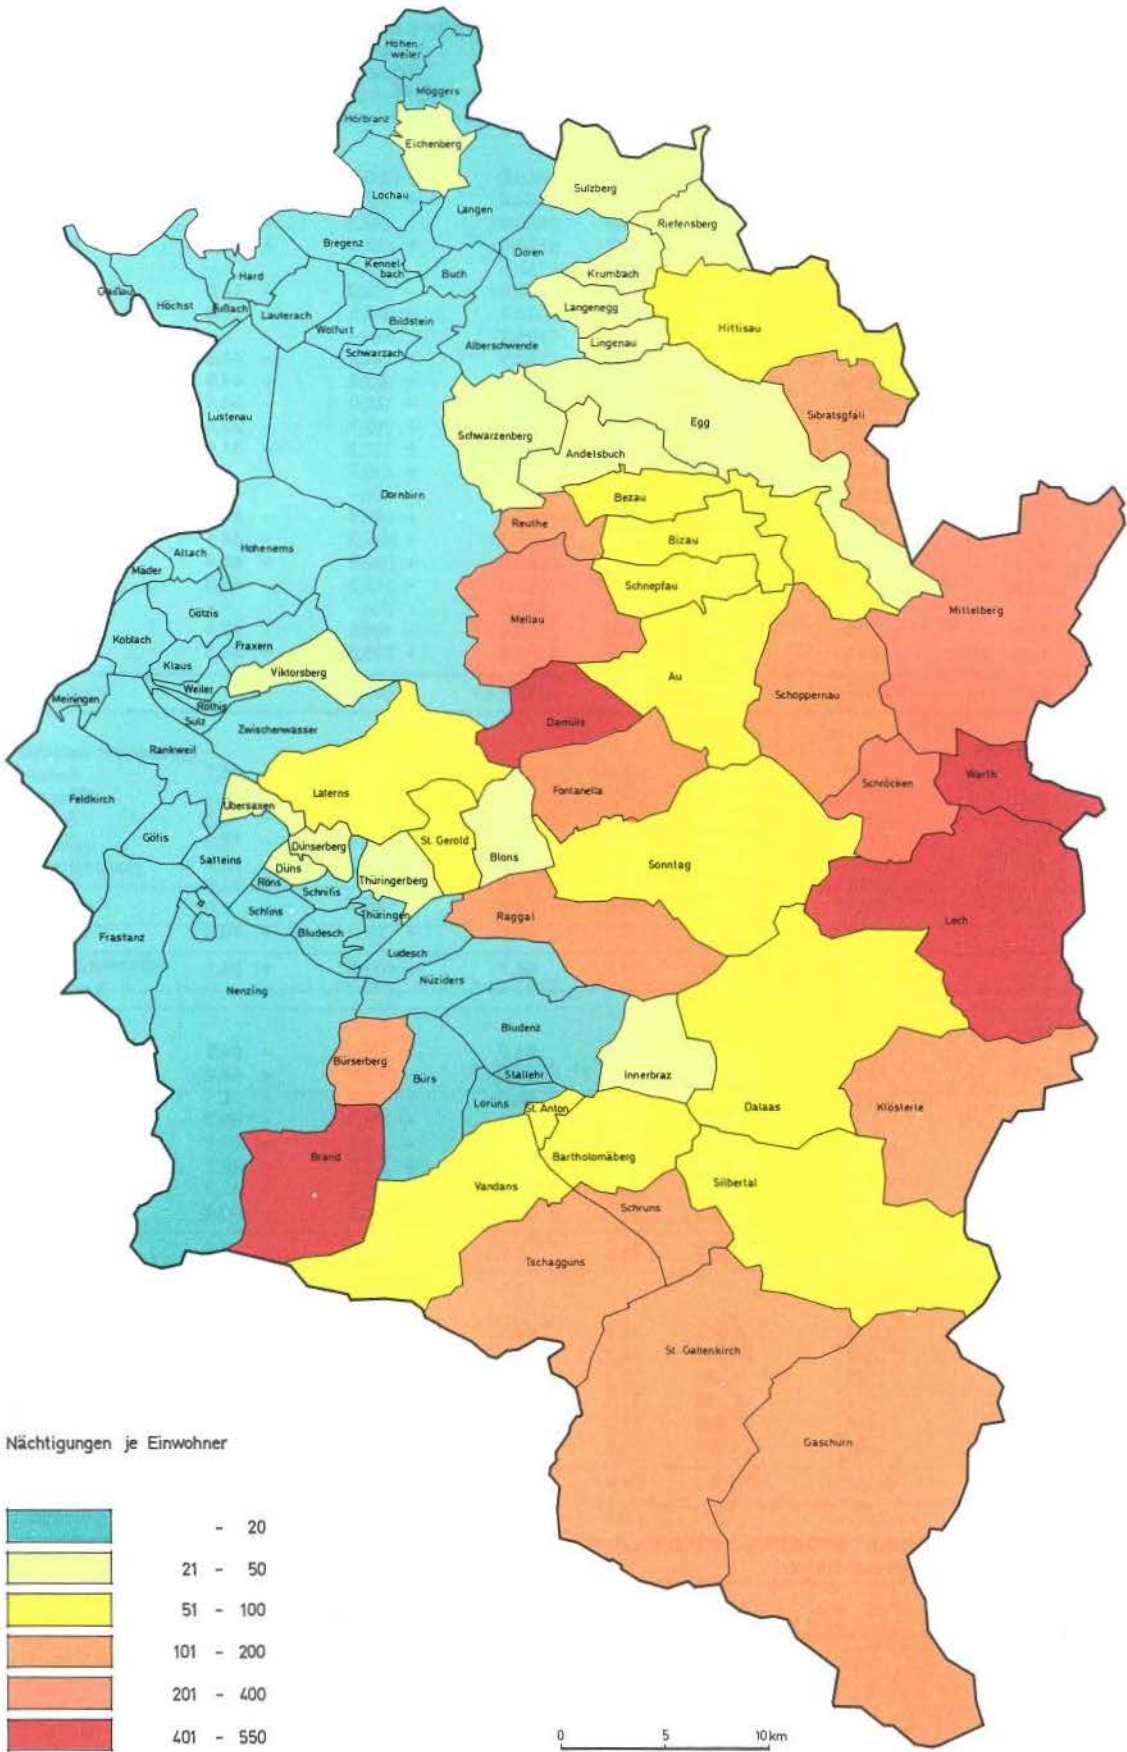 Hohen-
weiler
Möggers
Hörbranz
Eichenberg
Sulzberg
Lochau
Langen
Riefensberg
Bregenz
Doren
Kennel-
bach
Buch
Krumbach
Hard
Gaißau
Höchst
Fußach
Lauterach
Langenegg
Wolfurt
Bildstein
Hittisau
Schwarzach
Alberschwende
Lingenau
Lustenau
Sibratsgfäll
Egg
Schwarzenberg
Andelsbuch
Dornbirn
Bezau
Reuthe
Bizau
Altach
Hohenems
Mäder
Schnepfau
Mittelberg
Götzis
Mellau
Koblach
Fraxern
Klaus
Viktorsberg
Au
Weiler
Meiningen
Röthis
Schoppernau
Sulz
Damüls
Zwischenwasser
Rankweil
Warth
Schröcken
Fontanella
Laterns
Feldkirch
Übersaxen
Göfis
St. Gerold
Dünserberg
Satteins
Blons
Sonntag
Düns
Röns
Thüringerberg
Schnifis
Schlins
Thüringen
Raggal
Lech
Bludesch
Frastanz
Ludesch
Nüziders
Nenzing
Bludenz
Bürserberg
Stallehr
Innerbraz
Bürs
Lorüns
St. Anton
Dalaas
Klösterle
Brand
Bartholomäberg
Vandans
Silbertal
Schruns
Tschagguns
St. Gallenkirch
Gaschurn
Nächtigungen je Einwohner
- 20
21 - 50
51 - 100
101 - 200
201 - 400
401 - 550
0 5 10km